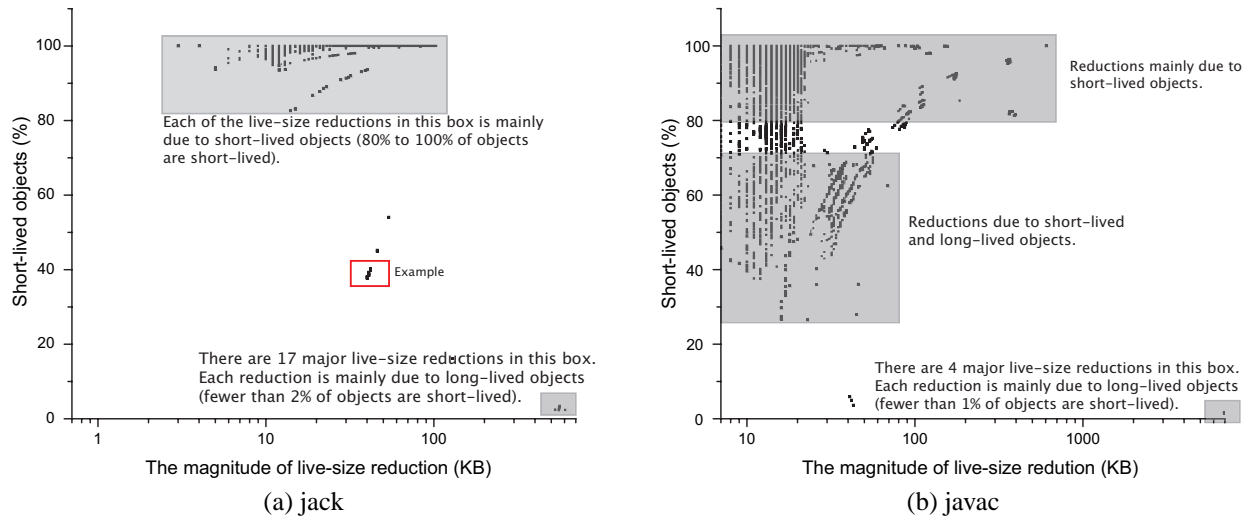 Short-lived objects (%)
100
80
60
40
20
0
Each of the live-size reductions in this box is mainly
due to short-lived objects (80% to 100% of objects
are short-lived).
Example
There are 17 major live-size reductions in this box.
Each reduction is mainly due to long-lived objects
(fewer than 2% of objects are short-lived).
1
10
100
The magnitude of live-size reduction (KB)
(a) jack
Short-lived objects (%)
100
80
60
40
20
0
Reductions mainly due to
short-lived objects.
Reductions due to short-lived
and long-lived objects.
There are 4 major live-size reductions in this box.
Each reduction is mainly due to long-lived objects
(fewer than 1% of objects are short-lived).
10
100
1000
The magnitude of live-size redution (KB)
(b) javac